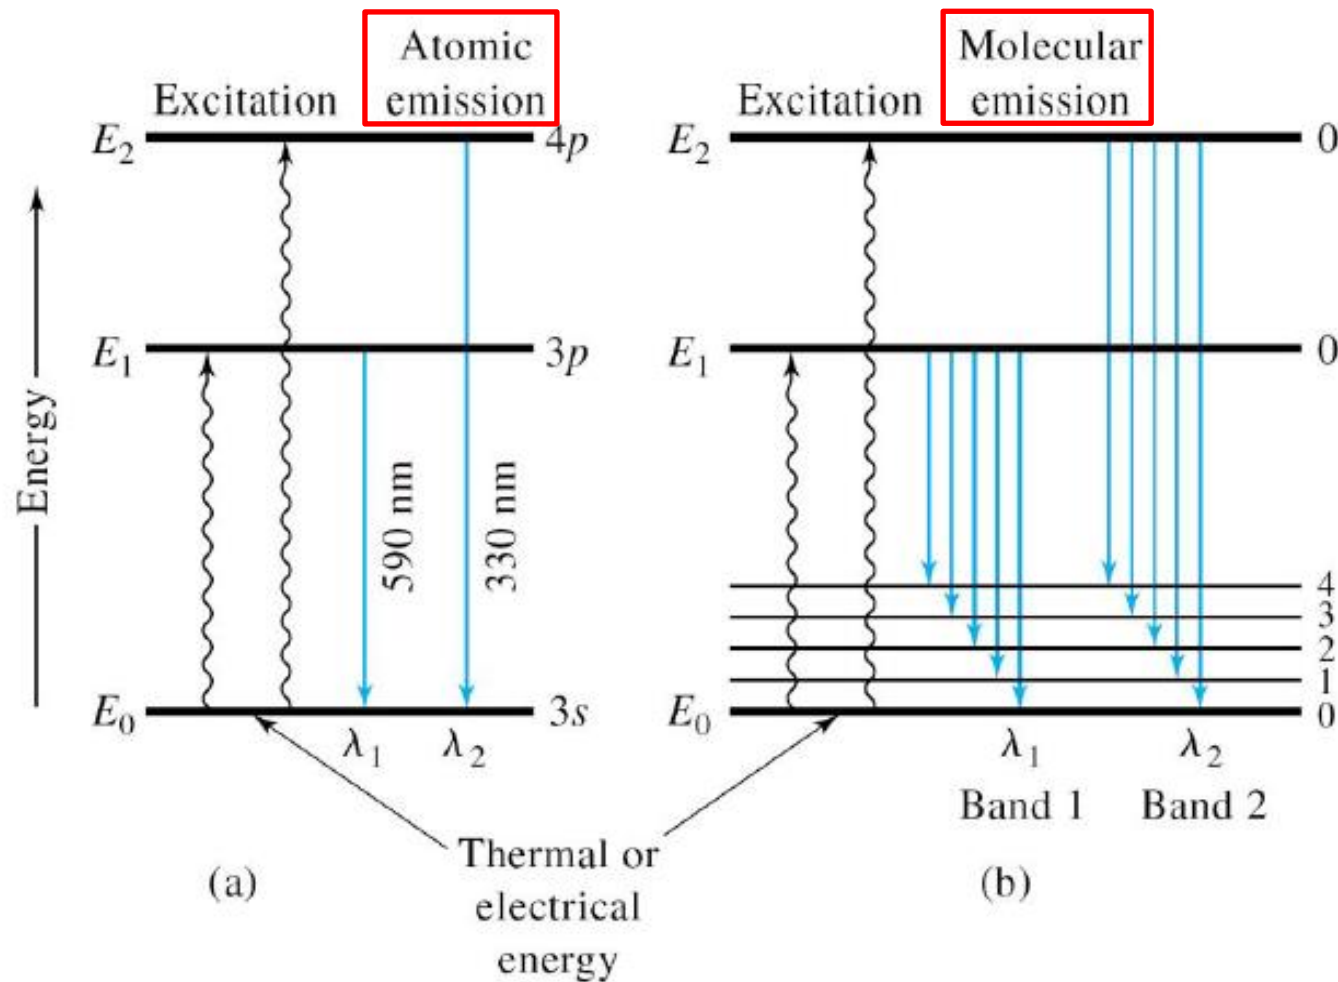 Atomic
emission
Excitation
E₂
4p
E₁
3p
Energy
590 nm
330 nm
E₀
3s
λ₁
λ₂
(a)
Molecular
emission
Excitation
E₂
0
E₁
0
4
3
2
1
E₀
0
λ₁
λ₂
Band 1
Band 2
(b)
Thermal or
electrical
energy